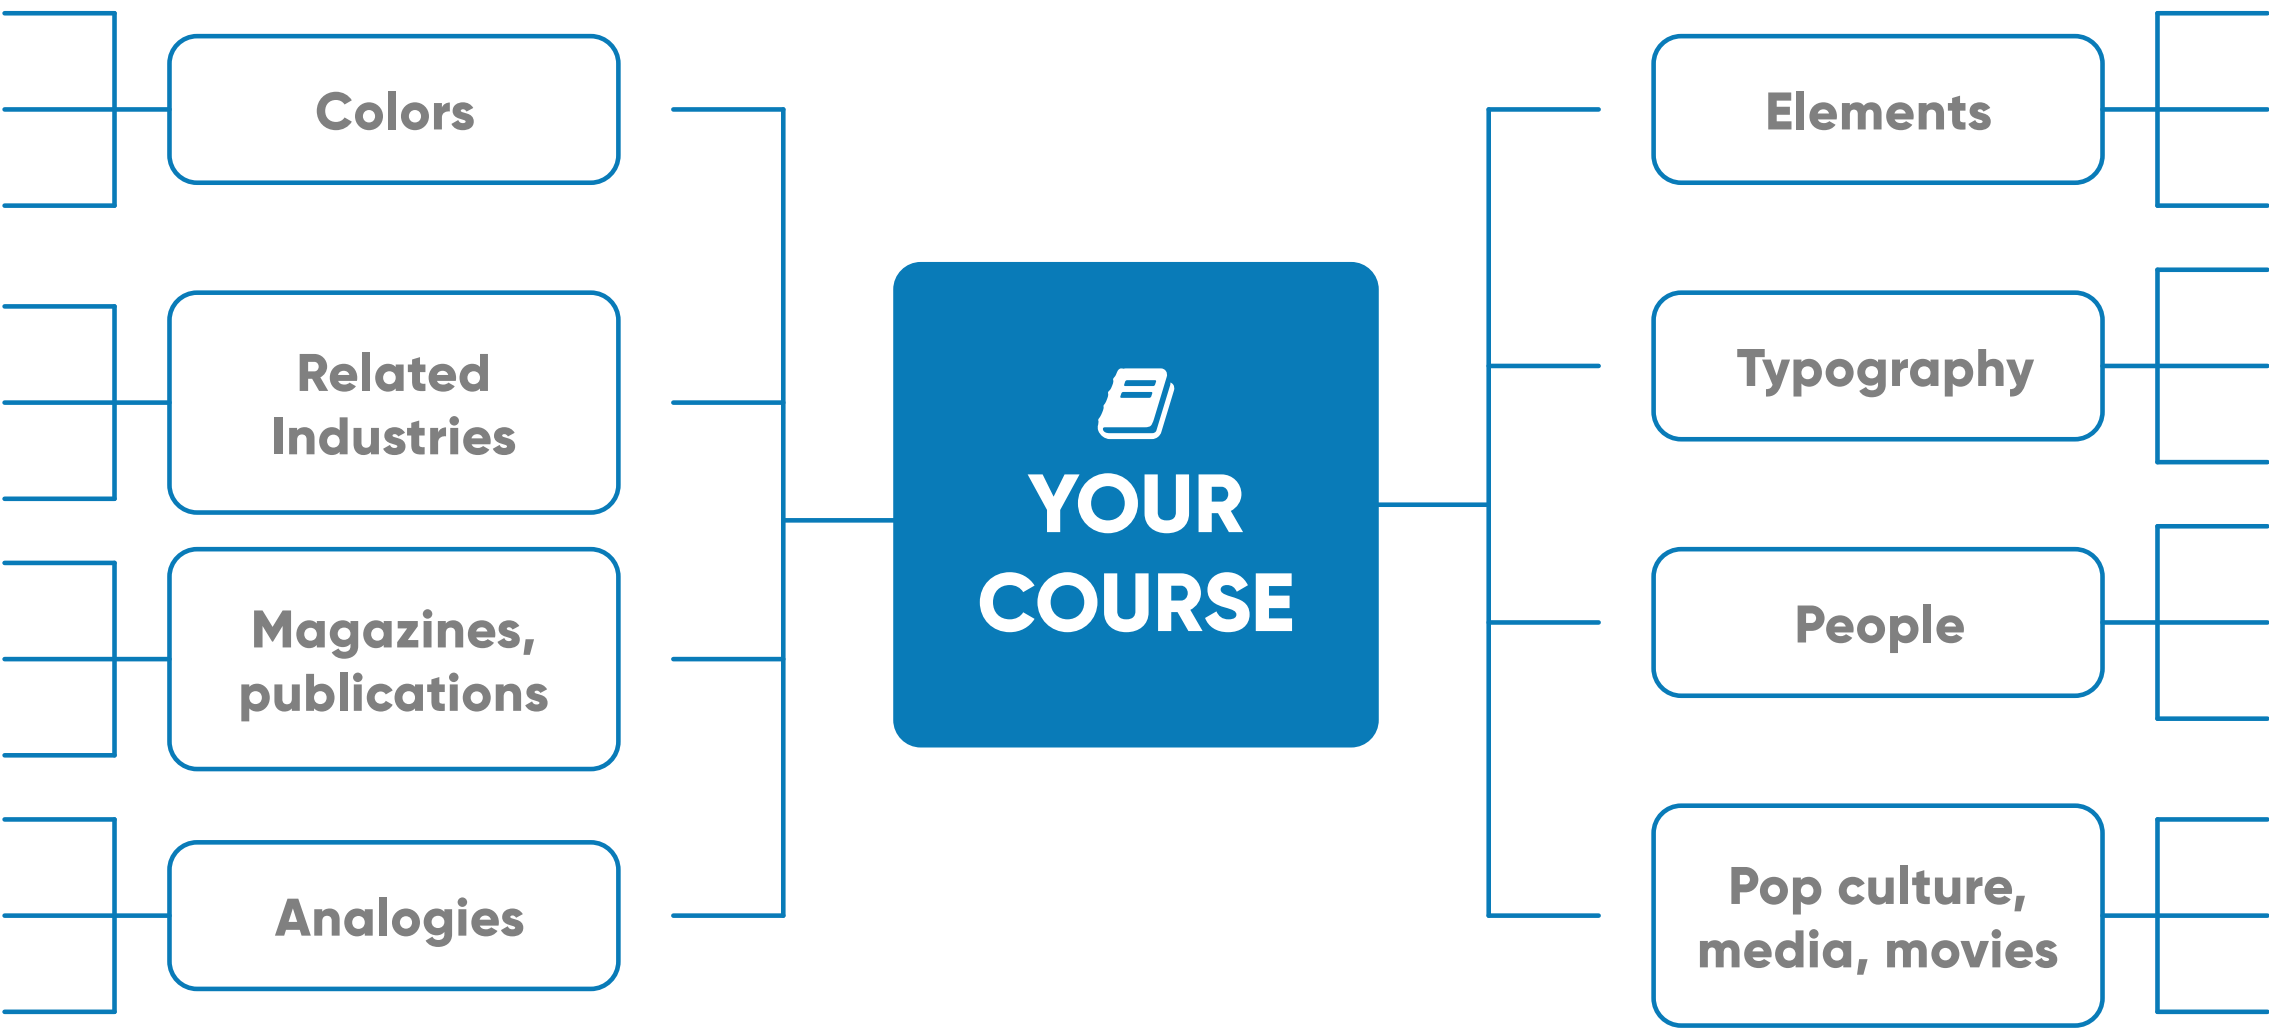 Colors
Related
Industries
Magazines,
publications
Analogies
YOUR
COURSE
Elements
Typography
People
Pop culture,
media, movies